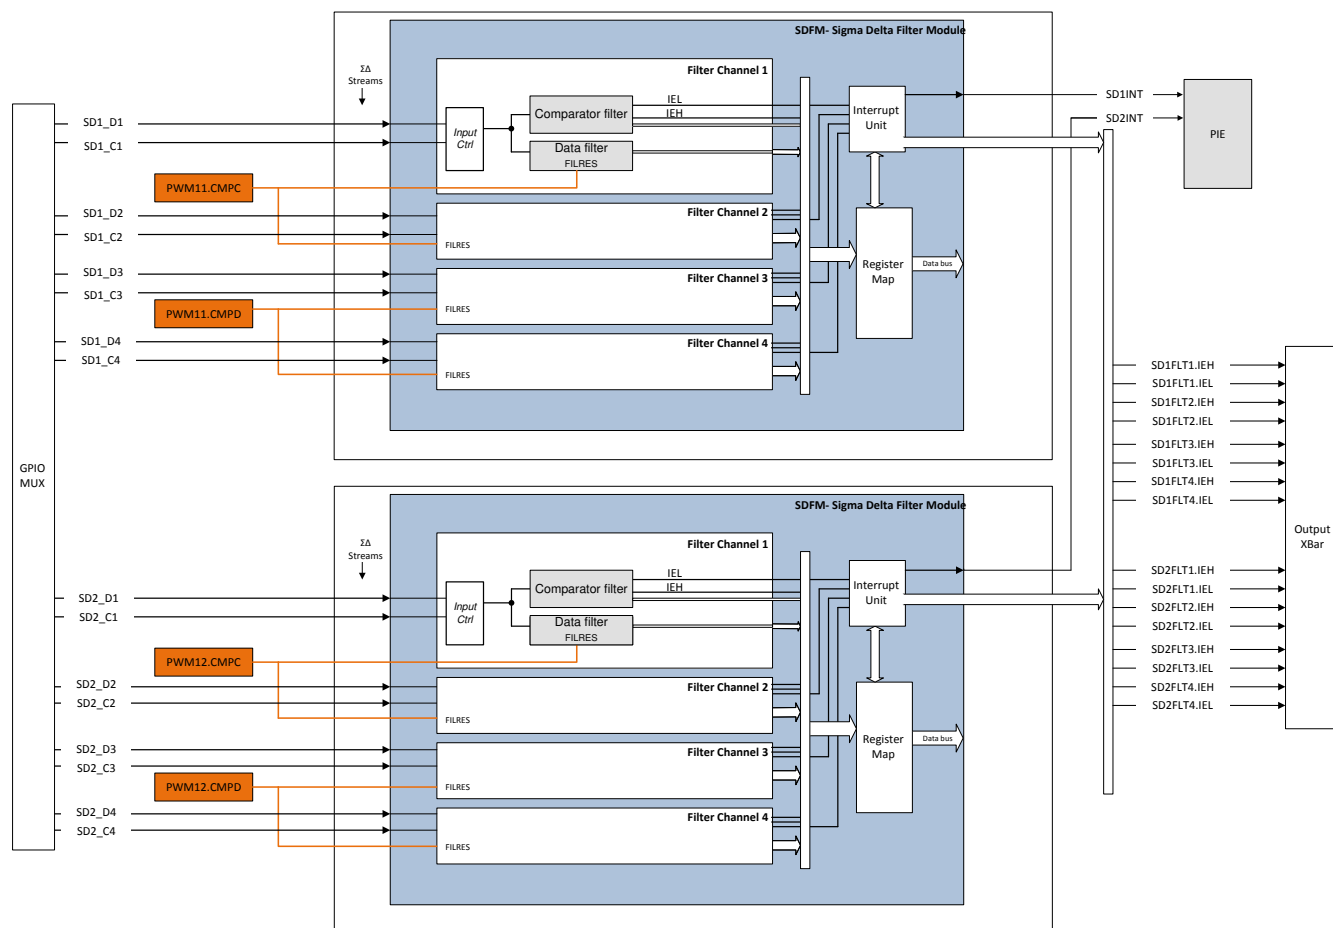 SDFM- Sigma Delta Filter Module
ΣΔ
Streams
Filter Channel 1
IEL
IEH
Comparator filter
Input
Ctrl
Data filter
FILRES
Interrupt
Unit
SD1INT
SD2INT
PIE
SD1_D1
SD1_C1
PWM11.CMPC
SD1_D2
SD1_C2
Filter Channel 2
FILRES
Register
Map
Data bus
SD1_D3
SD1_C3
PWM11.CMPD
Filter Channel 3
FILRES
SD1_D4
SD1_C4
Filter Channel 4
FILRES
GPIO
MUX
SD1FLT1.IEH
SD1FLT1.IEL
SD1FLT2.IEH
SD1FLT2.IEL
SD1FLT3.IEH
SD1FLT3.IEL
SD1FLT4.IEH
SD1FLT4.IEL
Output
XBar
SDFM- Sigma Delta Filter Module
ΣΔ
Streams
Filter Channel 1
IEL
IEH
Comparator filter
Input
Ctrl
Data filter
FILRES
Interrupt
Unit
SD2_D1
SD2_C1
PWM12.CMPC
SD2_D2
SD2_C2
Filter Channel 2
FILRES
Register
Map
Data bus
SD2_D3
SD2_C3
PWM12.CMPD
Filter Channel 3
FILRES
SD2_D4
SD2_C4
Filter Channel 4
FILRES
SD2FLT1.IEH
SD2FLT1.IEL
SD2FLT2.IEH
SD2FLT2.IEL
SD2FLT3.IEH
SD2FLT3.IEL
SD2FLT4.IEH
SD2FLT4.IEL